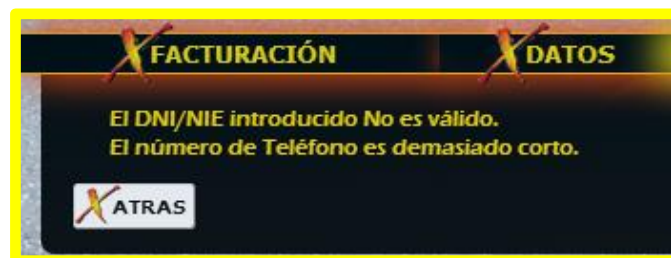 FACTURACIÓN DATOS
El DNI/NIE introducido No es válido.
El número de Teléfono es demasiado corto.
ATRAS